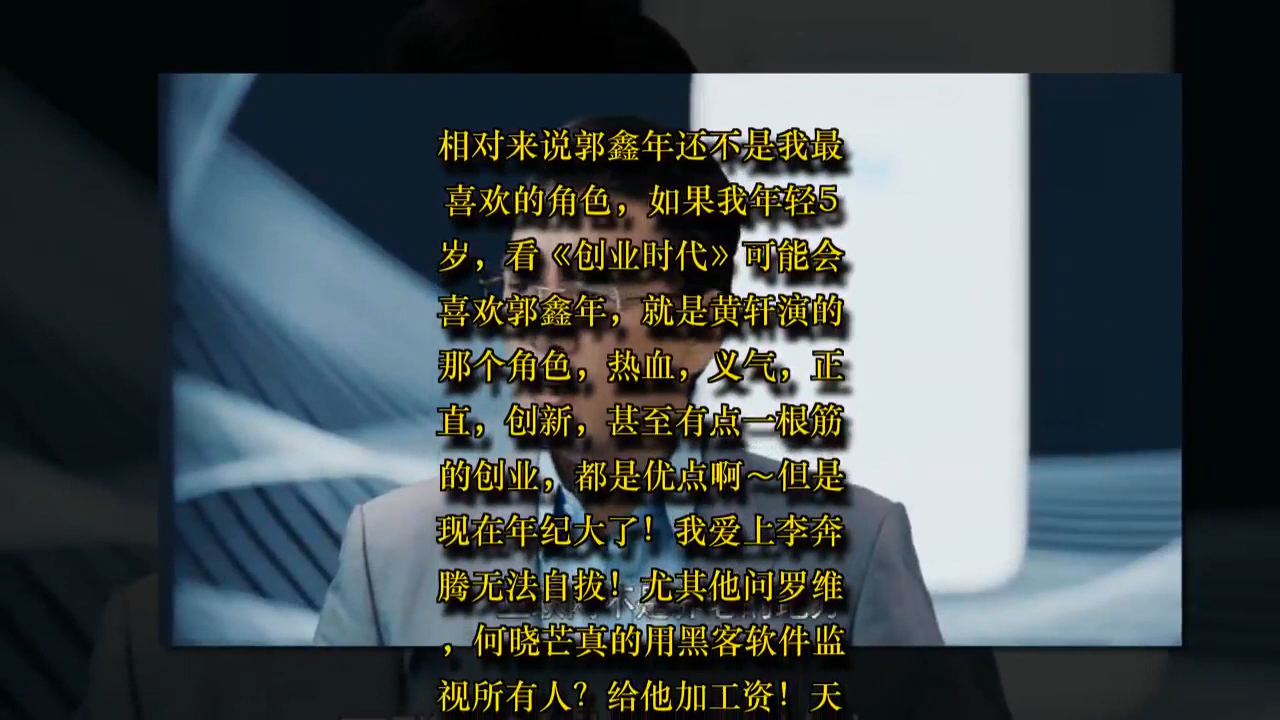 相对来说郭鑫年还不是我最
喜欢的角色，如果我年轻5
岁，看《创业时代》可能会
喜欢郭鑫年，就是黄轩演的
那个角色，热血，义气，正
直，创新，甚至有点一根筋
的创业，都是优点啊～但是
现在年纪大了！我爱上李奔
腾无法自拔！尤其他问罗维
，何晓芒真的用黑客软件监
视所有人？给他加工资！天